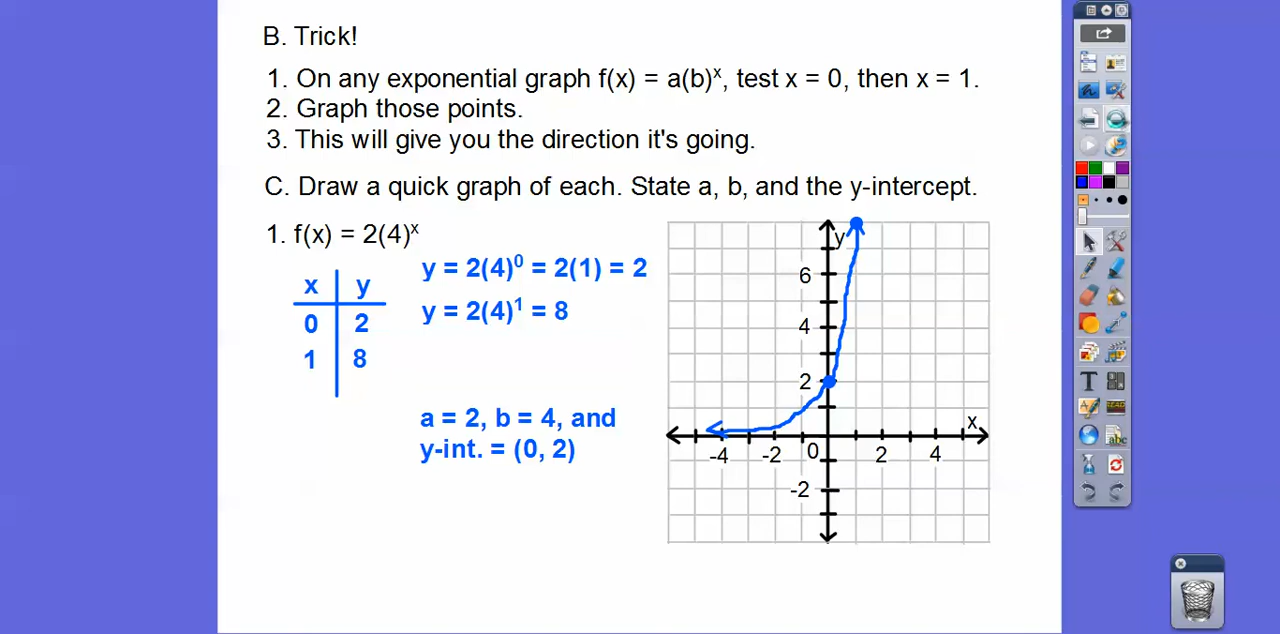 B. Trick!
1. On any exponential graph f(x) = a(b)ˣ, test x = 0, then x = 1.
2. Graph those points.
3. This will give you the direction it's going.
C. Draw a quick graph of each. State a, b, and the y-intercept.
1. f(x) = 2(4)ˣ
y = 2(4)⁰ = 2(1) = 2
x y
y = 2(4)¹ = 8
0 2
1 8
a = 2, b = 4, and
y-int. = (0, 2)
y
6
4
2
x
-4 -2 0 2 4
-2
T
abc